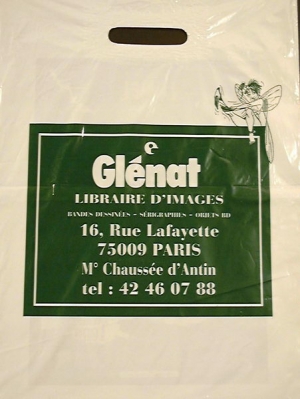 Glénat
LIBRAIRE D'IMAGES
BANDES DESSINÉES - SÉRIGRAPHIES - OBJETS BD
16, Rue Lafayette
75009 PARIS
M° Chaussée d'Antin
tel : 42 46 07 88